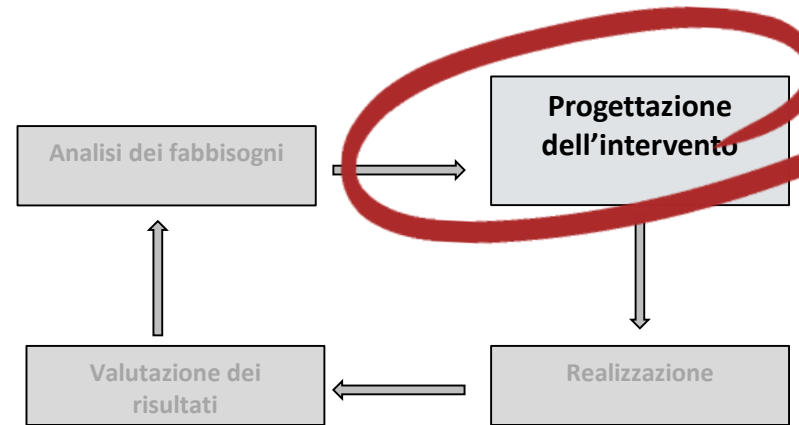 Progettazione
dell’intervento
Analisi dei fabbisogni
Valutazione dei
risultati
Realizzazione